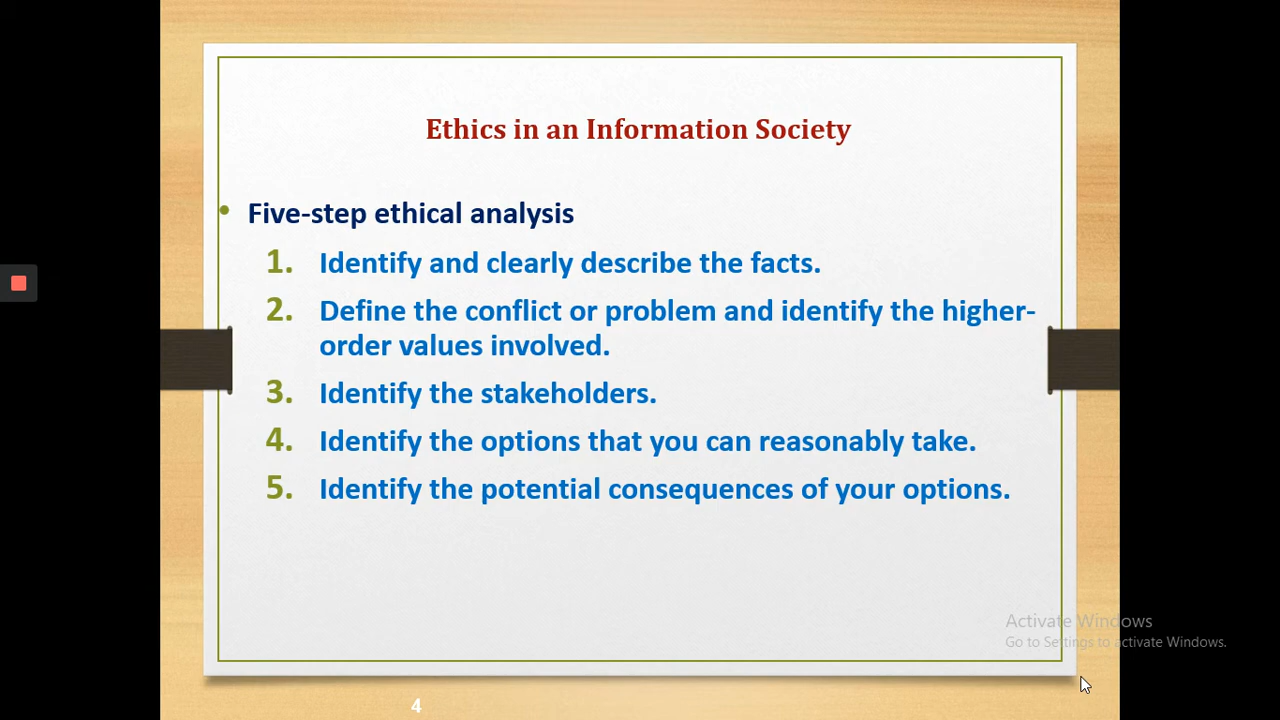 Ethics in an Information Society
• Five-step ethical analysis
1. Identify and clearly describe the facts.
2. Define the conflict or problem and identify the higher-
order values involved.
3. Identify the stakeholders.
4. Identify the options that you can reasonably take.
5. Identify the potential consequences of your options.
Activate Windows
Go to Settings to activate Windows.
4